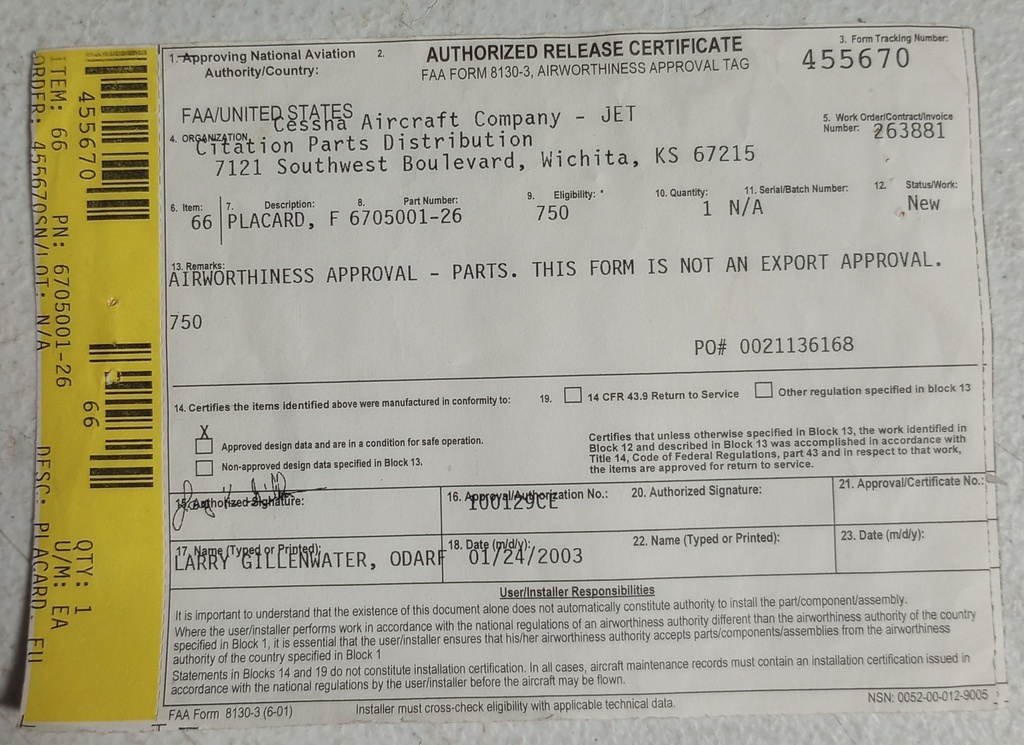 1. Approving National Aviation Authority/Country:
2.
AUTHORIZED RELEASE CERTIFICATE
FAA FORM 8130-3, AIRWORTHINESS APPROVAL TAG
3. Form Tracking Number:
455670
FAA/UNITED STATES
4. ORGANIZATION
Cessna Aircraft Company - JET
Citation Parts Distribution
7121 Southwest Boulevard, Wichita, KS 67215
5. Work Order/Contract/Invoice
Number: 263881
6. Item: 7. Description: 8. Part Number: 9. Eligibility: * 10. Quantity: 11. Serial/Batch Number: 12. Status/Work:
66 PLACARD, F 6705001-26 750 1 N/A New
13. Remarks:
AIRWORTHINESS APPROVAL - PARTS. THIS FORM IS NOT AN EXPORT APPROVAL.
750
PO# 0021136168
14. Certifies the items identified above were manufactured in conformity to:
X
Approved design data and are in a condition for safe operation.
Non-approved design data specified in Block 13.
19. 14 CFR 43.9 Return to Service Other regulation specified in block 13
Certifies that unless otherwise specified in Block 13, the work identified in
Block 12 and described in Block 13 was accomplished in accordance with
Title 14, Code of Federal Regulations, part 43 and in respect to that work,
the items are approved for return to service.
15. Authorized Signature:
16. Approval/Authorization No.:
100129CE
20. Authorized Signature:
21. Approval/Certificate No.:
17. Name (Typed or Printed):
LARRY GILLENWATER, ODARF
18. Date (m/d/y):
01/24/2003
22. Name (Typed or Printed):
23. Date (m/d/y):
User/Installer Responsibilities
It is important to understand that the existence of this document alone does not automatically constitute authority to install the part/component/assembly.
Where the user/installer performs work in accordance with the national regulations of an airworthiness authority different than the airworthiness authority of the country
specified in Block 1, it is essential that the user/installer ensures that his/her airworthiness authority accepts parts/components/assemblies from the airworthiness
authority of the country specified in Block 1
Statements in Blocks 14 and 19 do not constitute installation certification. In all cases, aircraft maintenance records must contain an installation certification issued in
accordance with the national regulations by the user/installer before the aircraft may be flown.
FAA Form 8130-3 (6-01)
Installer must cross-check eligibility with applicable technical data.
NSN: 0052-00-012-9005
455670 66 QTY: 1
ITEM: 66 PN: 6705001-26 U/M: EA
ORDER: 455670SN/LOT: N/A DESC: PLACARD, FU